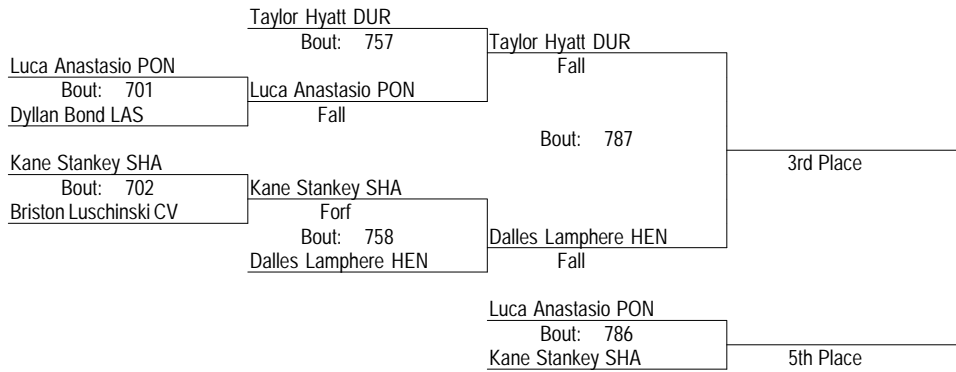 Taylor Hyatt DUR
Bout: 757
Taylor Hyatt DUR
Fall
Luca Anastasio PON
Bout: 701
Luca Anastasio PON
Dyllan Bond LAS
Fall
Bout: 787
3rd Place
Kane Stankey SHA
Bout: 702
Kane Stankey SHA
Briston Luschinski CV
Forf
Bout: 758
Dalles Lamphere HEN
Dalles Lamphere HEN
Fall
Luca Anastasio PON
Bout: 786
Kane Stankey SHA
5th Place